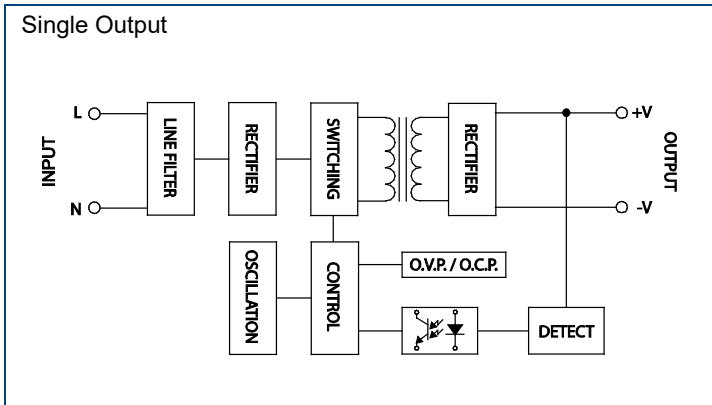 Single Output
INPUT
L
N
LINE FILTER
RECTIFIER
SWITCHING
RECTIFIER
+V
-V
OUTPUT
OSCILLATION
CONTROL
O.V.P. / O.C.P.
DETECT